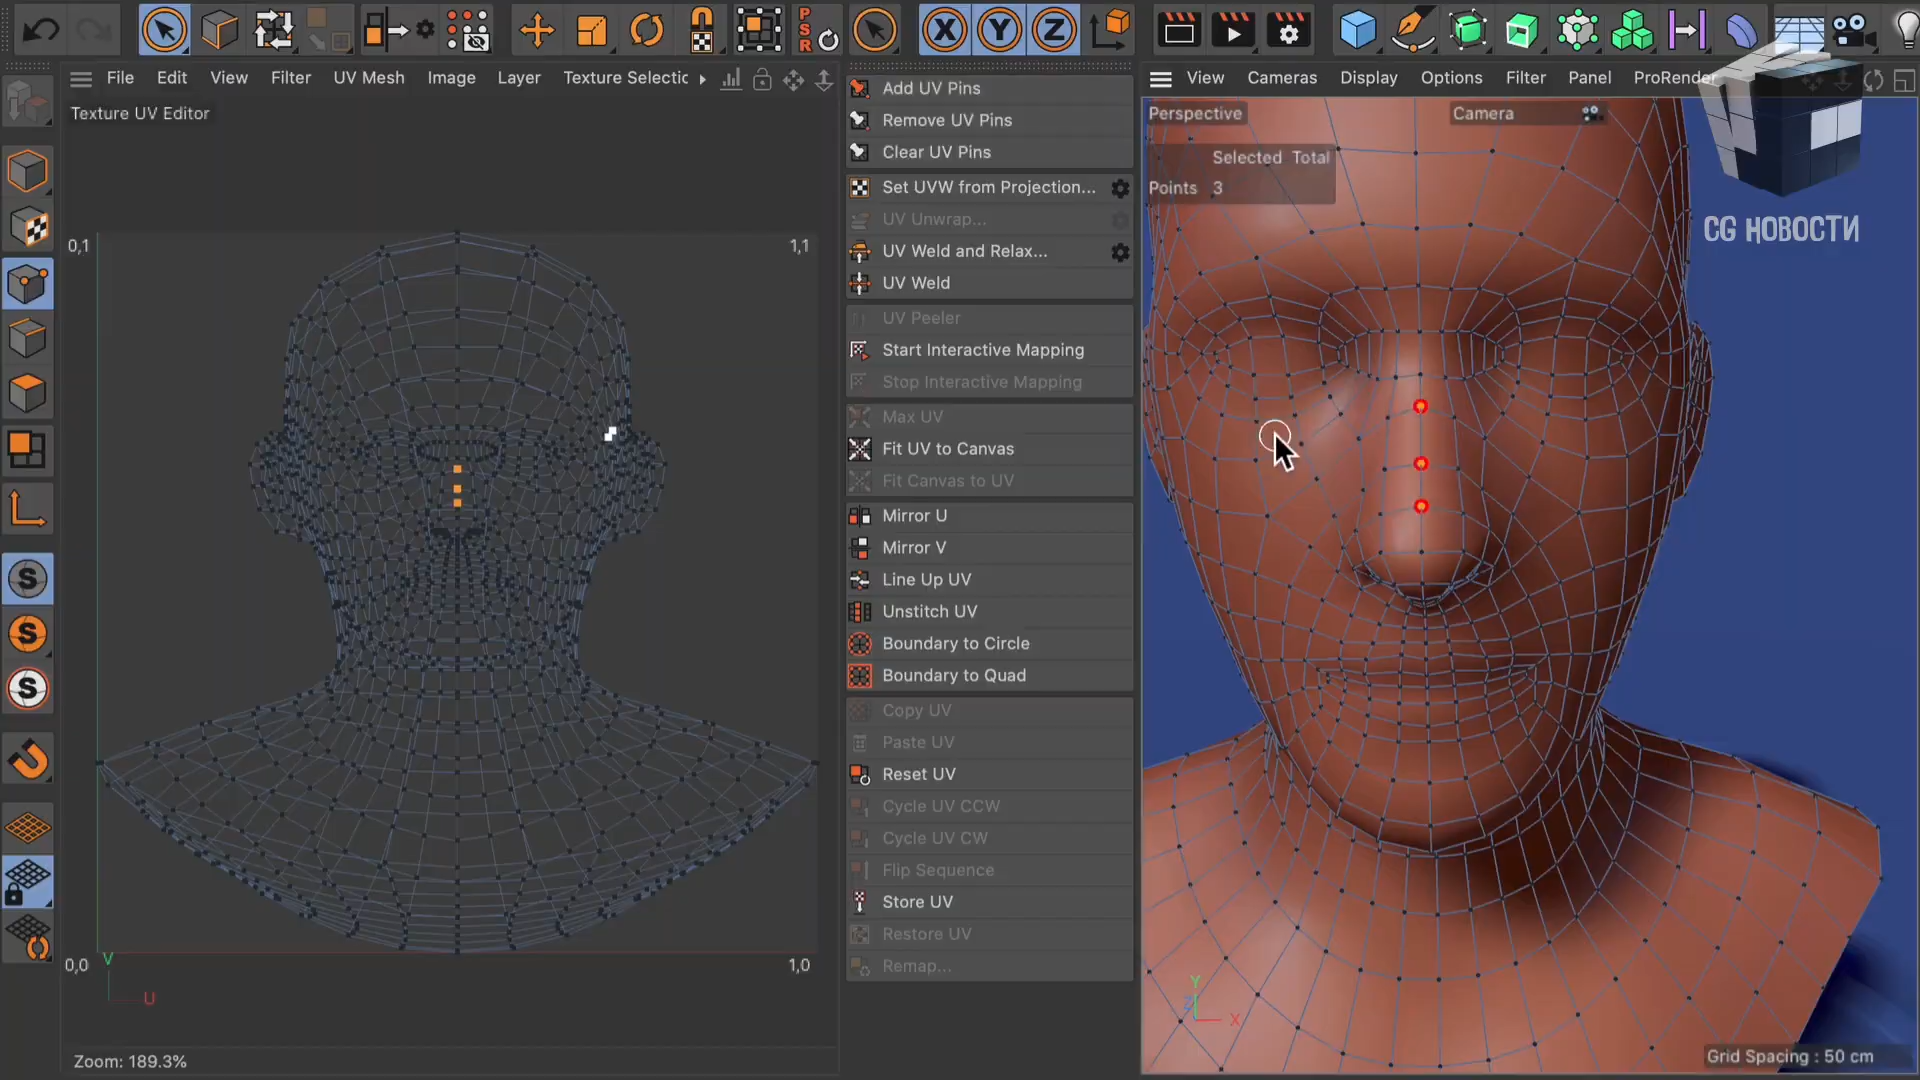 P
S
R
X
Y
Z
File Edit View Filter UV Mesh Image Layer Texture Selectic
Texture UV Editor
0,1
1,1
0,0
1,0
V
U
Zoom: 189.3%
S
S
S
Add UV Pins
Remove UV Pins
Clear UV Pins
Set UVW from Projection...
UV Unwrap...
UV Weld and Relax...
UV Weld
UV Peeler
Start Interactive Mapping
Stop Interactive Mapping
Max UV
Fit UV to Canvas
Fit Canvas to UV
Mirror U
Mirror V
Line Up UV
Unstitch UV
Boundary to Circle
Boundary to Quad
Copy UV
Paste UV
Reset UV
Cycle UV CCW
Cycle UV CW
Flip Sequence
Store UV
Restore UV
Remap...
View Cameras Display Options Filter Panel ProRender
Perspective
Camera
Selected Total
Points 3
CG НОВОСТИ
Y
Z
X
Grid Spacing : 50 cm